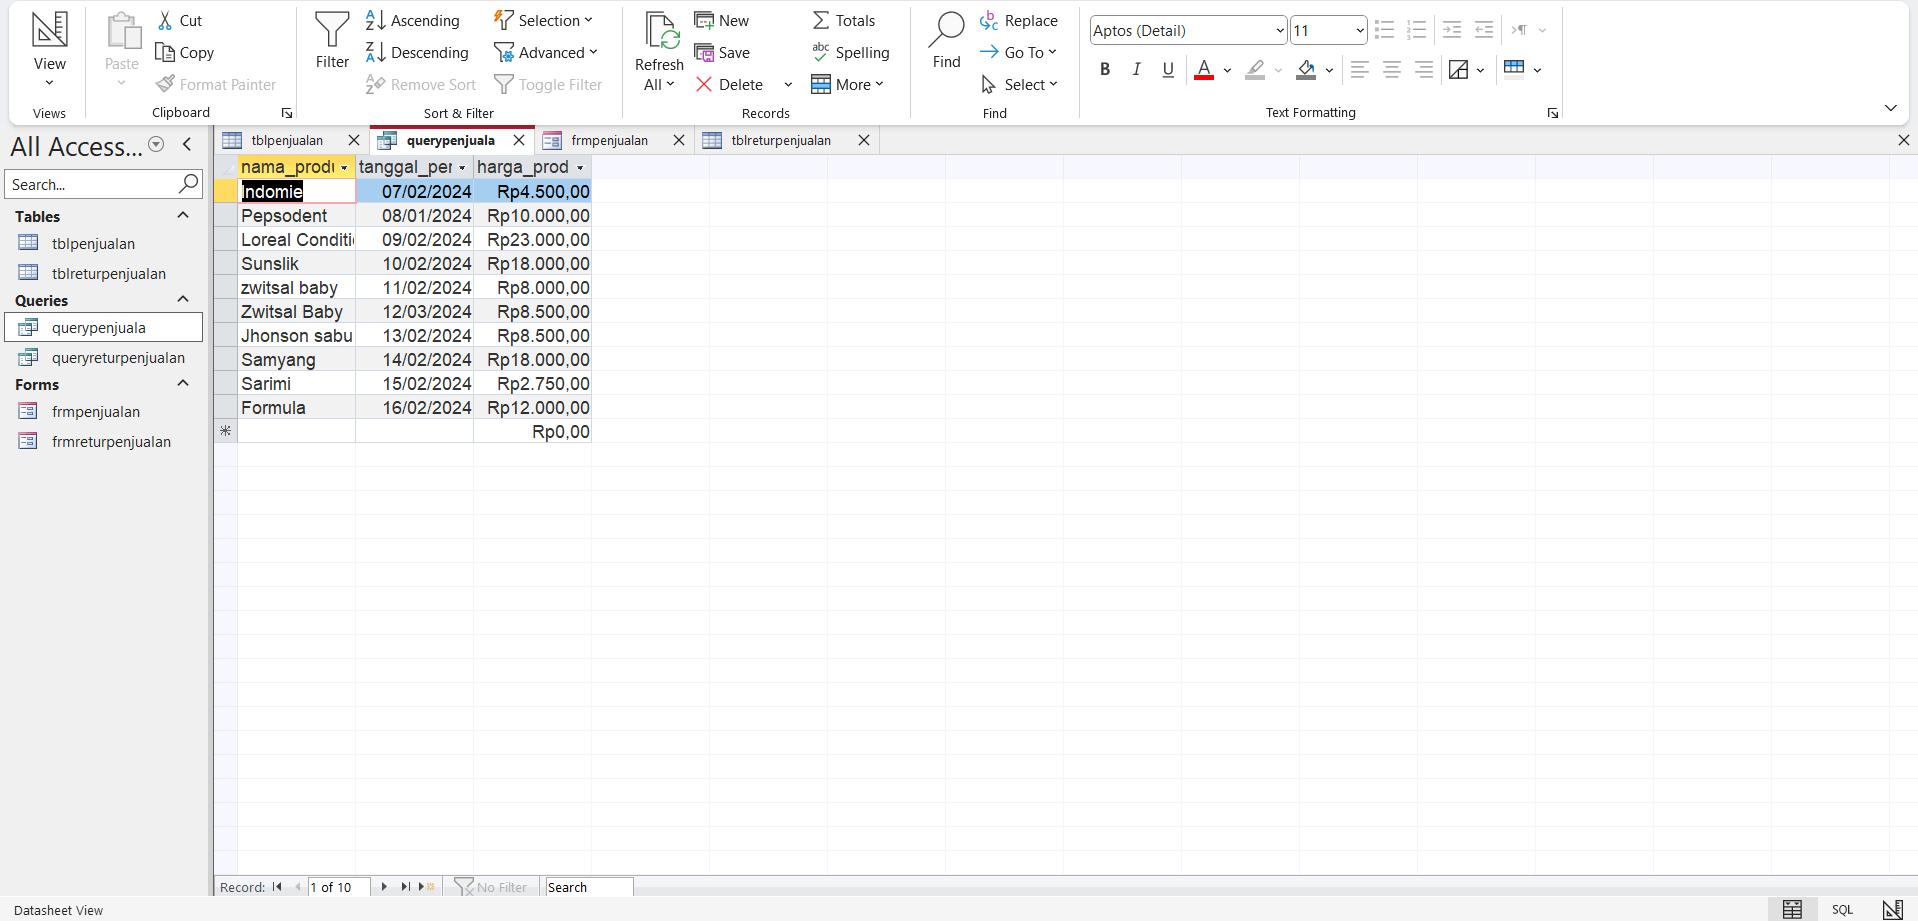 View
Views
Paste
Cut
Copy
Format Painter
Clipboard
Filter
Ascending
Descending
Remove Sort
Selection
Advanced
Toggle Filter
Sort & Filter
Refresh
All
New
Save
Delete
Totals
Spelling
More
Records
Find
Replace
Go To
Select
Find
Aptos (Detail)
11
B I U A
Text Formatting
All Access...
Search...
Tables
tblpenjualan
tblreturpenjualan
Queries
querypenjuala
queryreturpenjualan
Forms
frmpenjualan
frmreturpenjualan
tblpenjualan querypenjuala frmpenjualan tblreturpenjualan
nama_produ tanggal_per harga_prod
Indomie 07/02/2024 Rp4.500,00
Pepsodent 08/01/2024 Rp10.000,00
Loreal Conditi 09/02/2024 Rp23.000,00
Sunslik 10/02/2024 Rp18.000,00
zwitsal baby 11/02/2024 Rp8.000,00
Zwitsal Baby 12/03/2024 Rp8.500,00
Jhonson sabu 13/02/2024 Rp8.500,00
Samyang 14/02/2024 Rp18.000,00
Sarimi 15/02/2024 Rp2.750,00
Formula 16/02/2024 Rp12.000,00
Rp0,00
Record: 1 of 10 No Filter Search
Datasheet View SQL